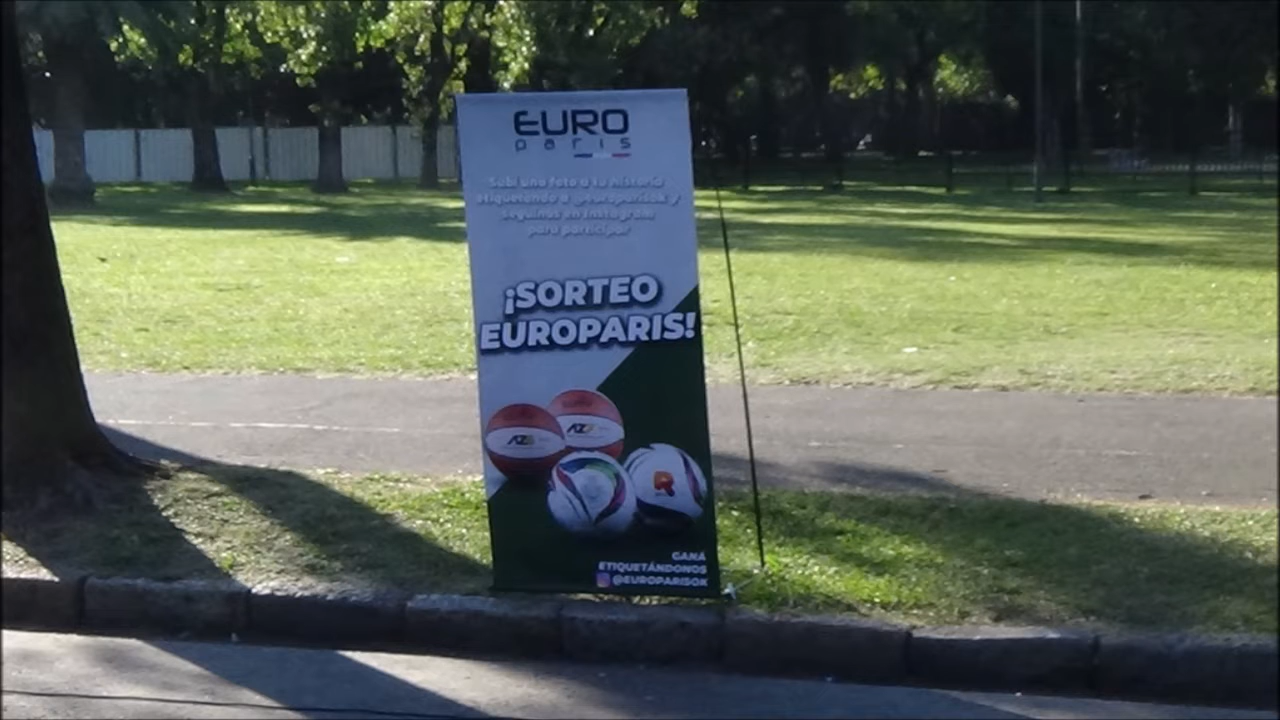 EURO
paris
Subí una foto a tu historia
etiquetando a @europarisok y
seguinos en Instagram
para participar
¡SORTEO
EUROPARIS!
GANÁ
ETIQUETÁNDONOS
@EUROPARISOK